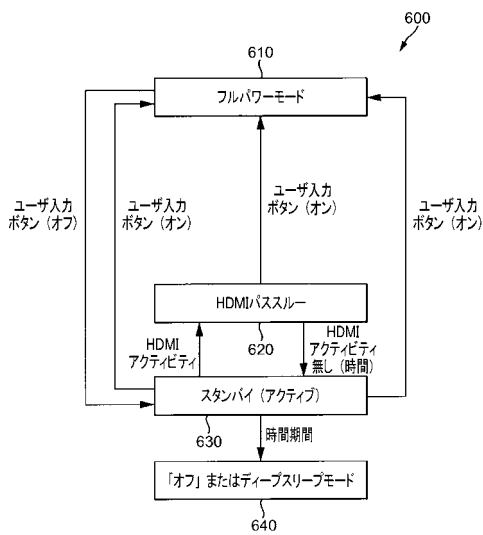 600
610
フルパワーモード
ユーザ入力
ボタン（オフ）
ユーザ入力
ボタン（オン）
ユーザ入力
ボタン（オン）
ユーザ入力
ボタン（オン）
HDMIパススルー
HDMI
アクティビティ
620
HDMI
アクティビティ
無し（時間）
スタンバイ（アクティブ）
630
時間期間
「オフ」またはディープスリープモード
640